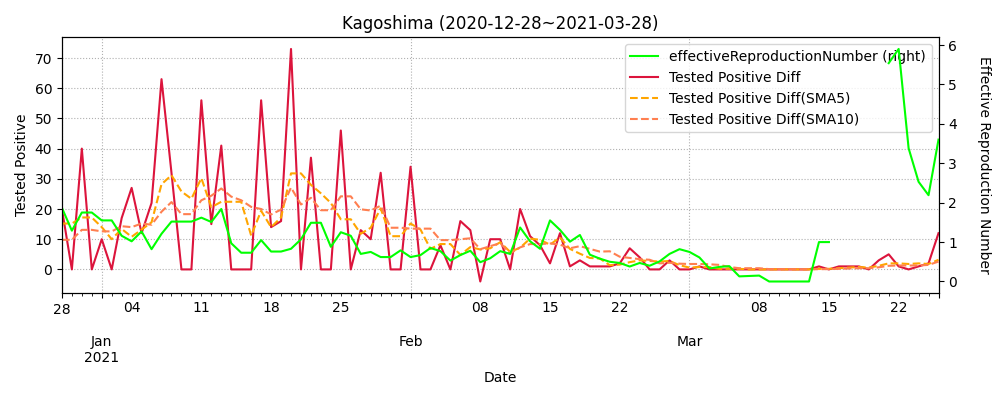 Kagoshima (2020-12-28~2021-03-28)
effectiveReproductionNumber (right)
Tested Positive Diff
Tested Positive Diff(SMA5)
Tested Positive Diff(SMA10)
Tested Positive
70
60
50
40
30
20
10
0
Effective Reproduction Number
6
5
4
3
2
1
0
28 04 11 18 25 08 15 22 08 15 22
Jan Feb Mar
2021
Date